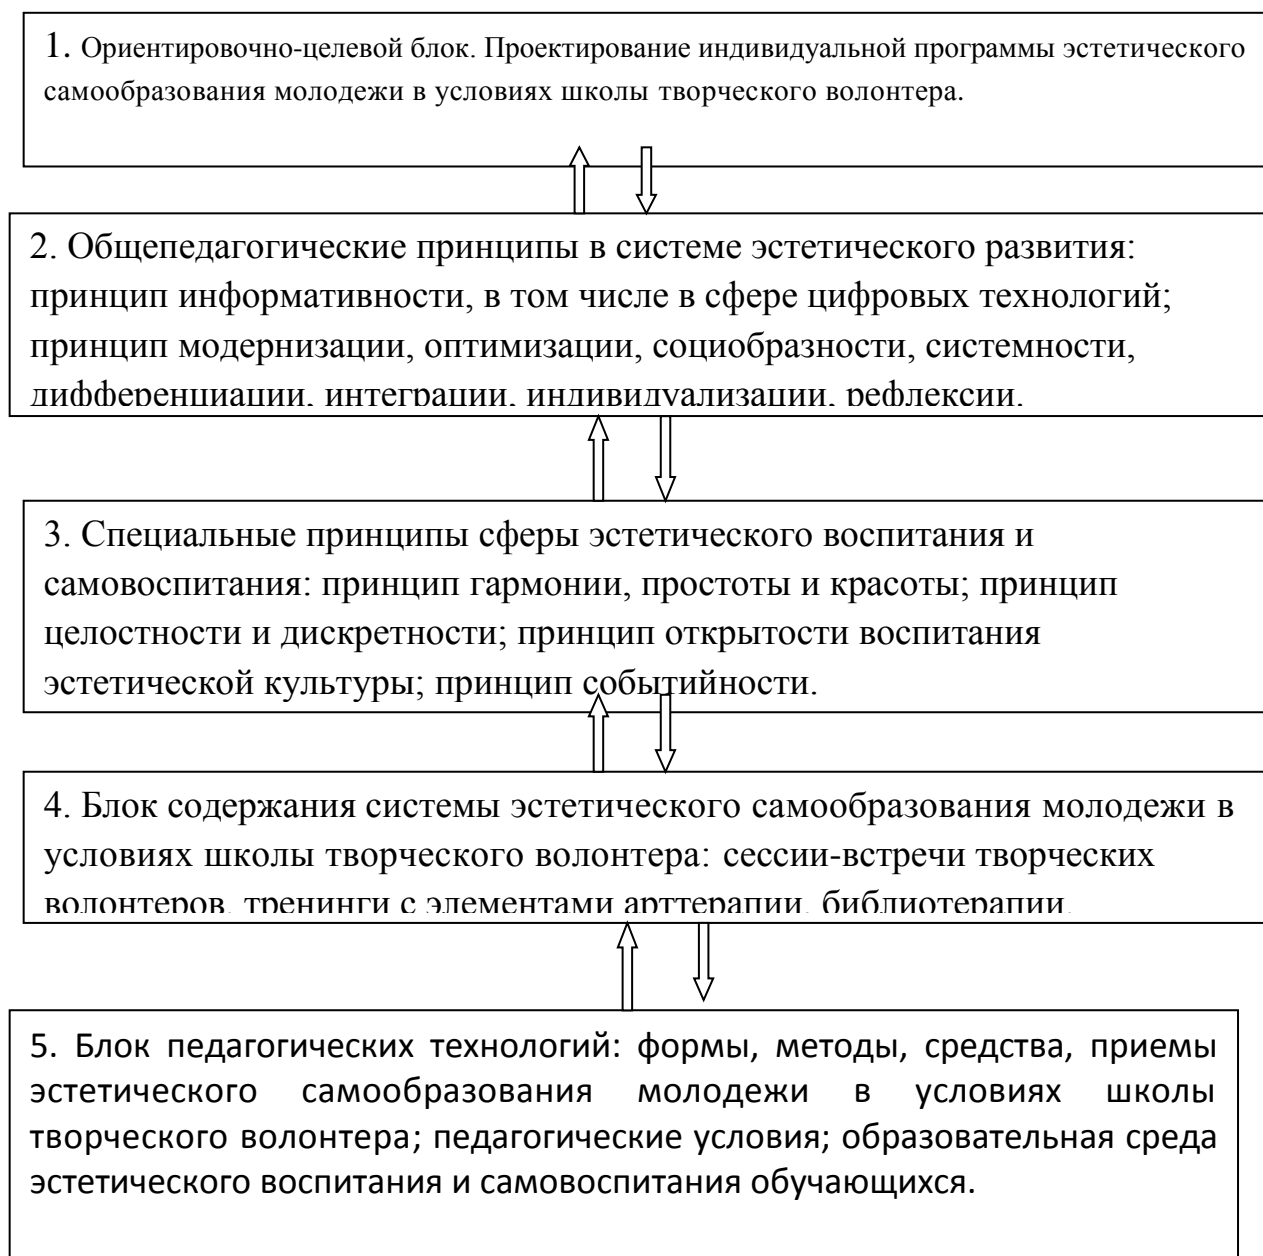 1. Ориентировочно-целевой блок. Проектирование индивидуальной программы эстетического
самообразования молодежи в условиях школы творческого волонтера.
2. Общепедагогические принципы в системе эстетического развития:
принцип информативности, в том числе в сфере цифровых технологий;
принцип модернизации, оптимизации, социобразности, системности,
дифференциации, интеграции, индивидуализации, рефлексии.
3. Специальные принципы сферы эстетического воспитания и
самовоспитания: принцип гармонии, простоты и красоты; принцип
целостности и дискретности; принцип открытости воспитания
эстетической культуры; принцип событийности.
4. Блок содержания системы эстетического самообразования молодежи в
условиях школы творческого волонтера: сессии-встречи творческих
волонтеров, тренинги с элементами арттерапии, библиотерапии.
5. Блок педагогических технологий: формы, методы, средства, приемы
эстетического самообразования молодежи в условиях школы
творческого волонтера; педагогические условия; образовательная среда
эстетического воспитания и самовоспитания обучающихся.